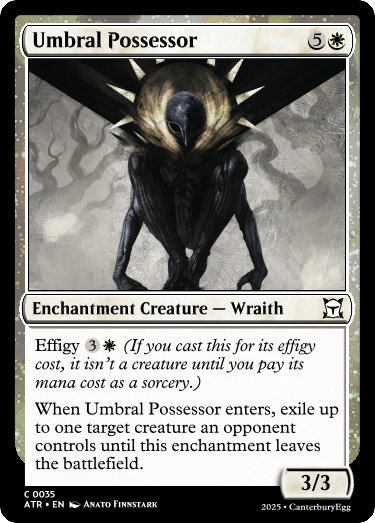 Umbral Possessor 5
Enchantment Creature — Wraith
Effigy 3 (If you cast this for its effigy
cost, it isn't a creature until you pay its
mana cost as a sorcery.)
When Umbral Possessor enters, exile up
to one target creature an opponent
controls until this enchantment leaves
the battlefield.
3/3
C 0035
ATR • EN Anato Finnstark
2025 • CanterburyEgg